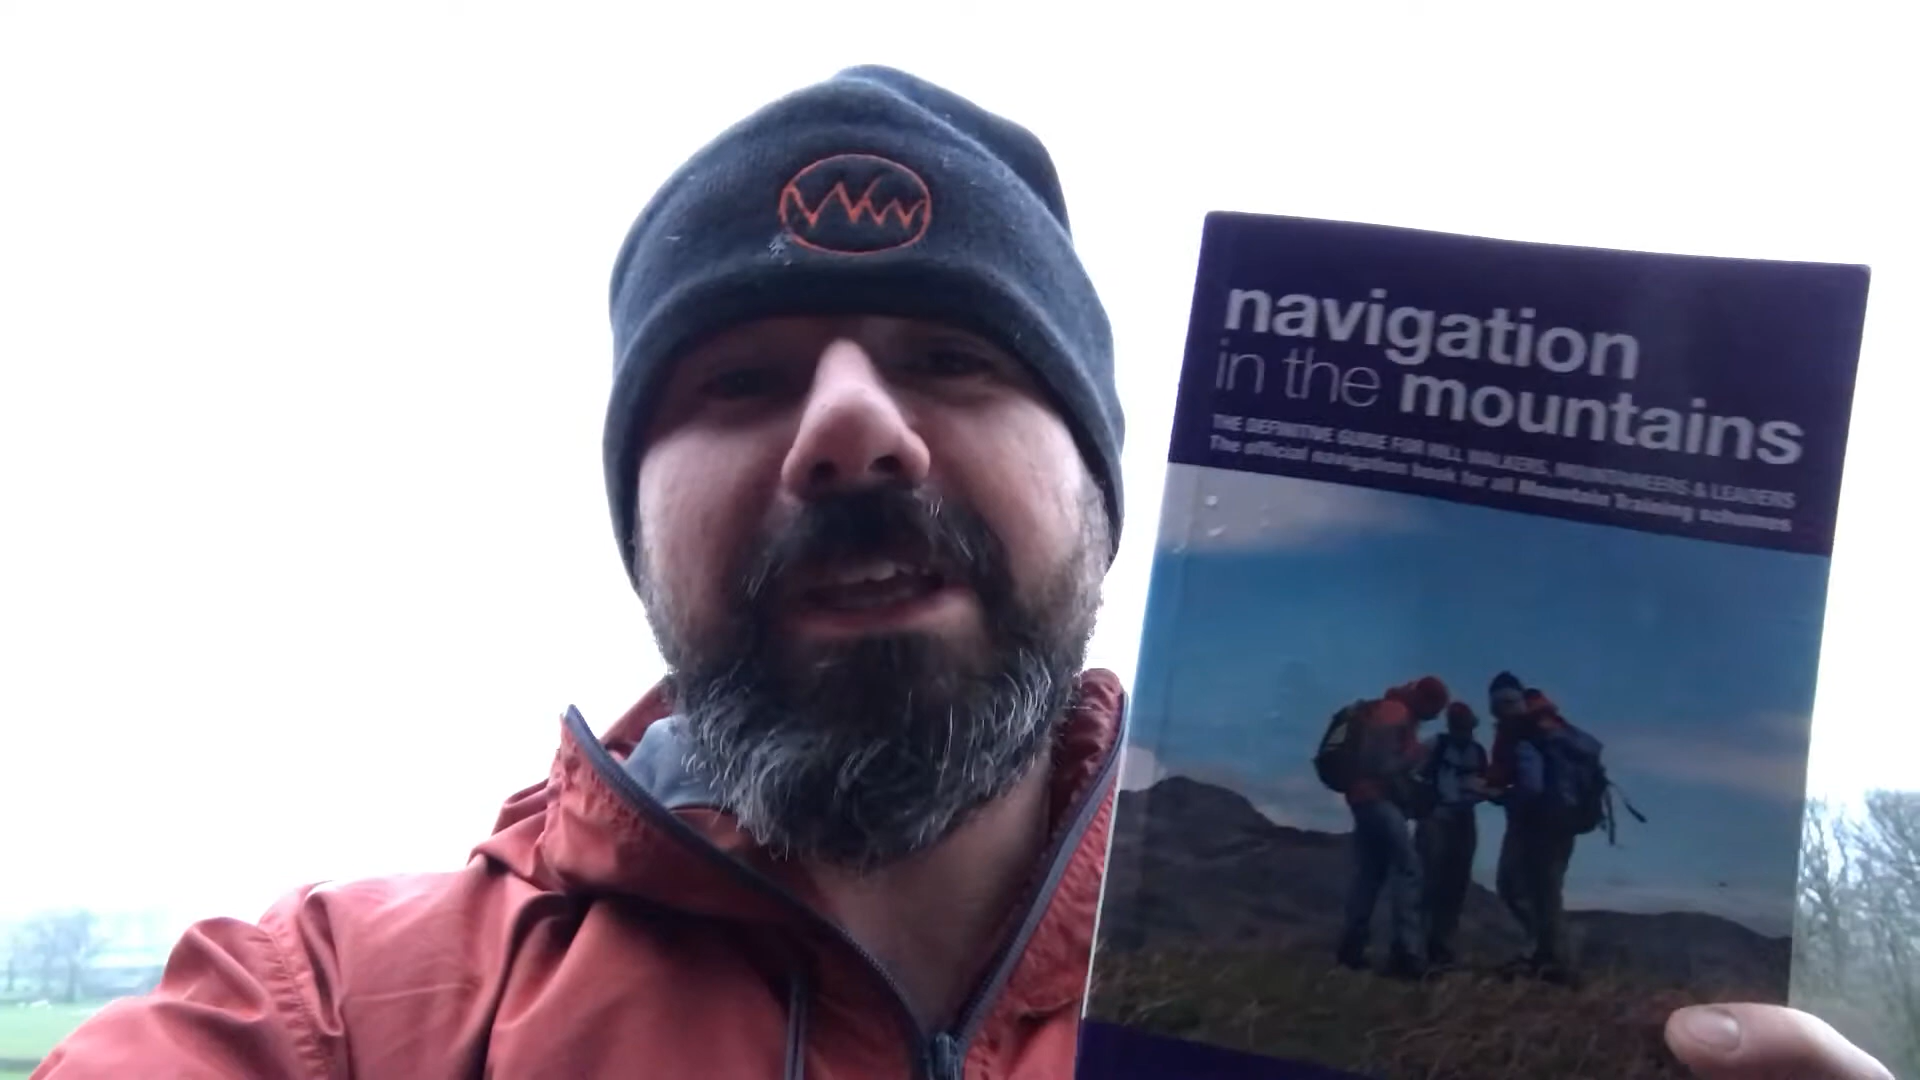 navigation
in the mountains
THE DEFINITIVE GUIDE FOR HILL WALKERS, MOUNTAINEERS & LEADERS
The official navigation book for all Mountain Training schemes